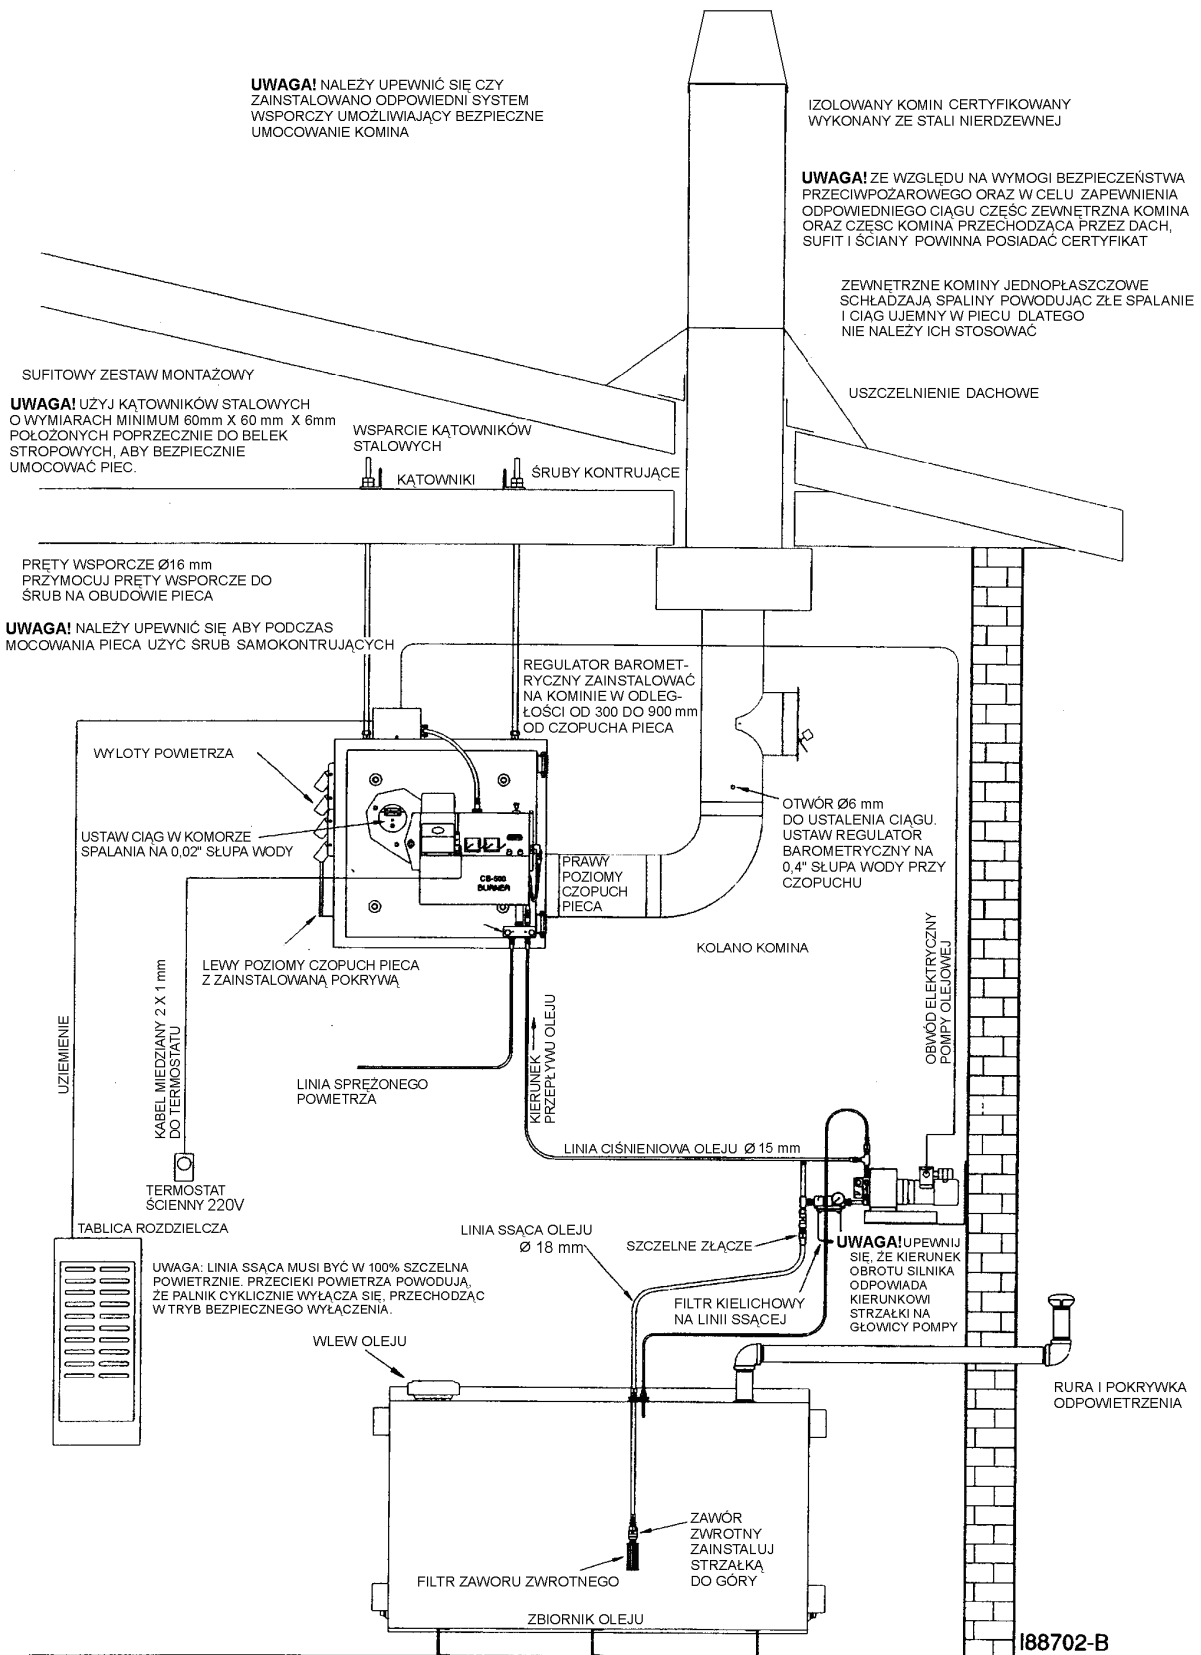 UWAGA! NALEŻY UPEWNIĆ SIĘ CZY
ZAINSTALOWANO ODPOWIEDNI SYSTEM
WSPORCZY UMOŻLIWIAJĄCY BEZPIECZNE
UMOCOWANIE KOMINA
IZOLOWANY KOMIN CERTYFIKOWANY
WYKONANY ZE STALI NIERDZEWNEJ
UWAGA! ZE WZGLĘDU NA WYMOGI BEZPIECZEŃSTWA
PRZECIWPOŻAROWEGO ORAZ W CELU ZAPEWNIENIA
ODPOWIEDNIEGO CIĄGU CZĘŚC ZEWNĘTRZNA KOMINA
ORAZ CZĘSC KOMINA PRZECHODZĄCA PRZEZ DACH,
SUFIT I ŚCIANY POWINNA POSIADAĆ CERTYFIKAT
ZEWNĘTRZNE KOMINY JEDNOPŁASZCZOWE
SCHŁADZAJĄ SPALINY POWODUJĄC ZŁE SPALANIE
I CIĄG UJEMNY W PIECU DLATEGO
NIE NALEŻY ICH STOSOWAĆ
USZCZELNIENIE DACHOWE
SUFITOWY ZESTAW MONTAŻOWY
UWAGA! UŻYJ KĄTOWNIKÓW STALOWYCH
O WYMIARACH MINIMUM 60mm X 60 mm X 6mm
POŁOŻONYCH POPRZECZNIE DO BELEK
STROPOWYCH, ABY BEZPIECZNIE
UMOCOWAĆ PIEC.
WSPARCIE KĄTOWNIKÓW
STALOWYCH
KĄTOWNIKI
ŚRUBY KONTRUJĄCE
PRĘTY WSPORCZE Ø16 mm
PRZYMOCUJ PRĘTY WSPORCZE DO
ŚRUB NA OBUDOWIE PIECA
UWAGA! NALEŻY UPEWNIĆ SIĘ ABY PODCZAS
MOCOWANIA PIECA UŻYC SRUB SAMOKONTRUJĄCYCH
REGULATOR BAROMET-
RYCZNY ZAINSTALOWAĆ
NA KOMINIE W ODLEG-
ŁOŚCI OD 300 DO 900 mm
OD CZOPUCHA PIECA
WYLOTY POWIETRZA
USTAW CIĄG W KOMORZE
SPALANIA NA 0,02" SŁUPA WODY
OTWÓR Ø6 mm
DO USTALENIA CIĄGU.
USTAW REGULATOR
BAROMETRYCZNY NA
0,4" SŁUPA WODY PRZY
CZOPUCHU
CB-500
BURNER
PRAWY
POZIOMY
CZOPUCH
PIECA
KOLANO KOMINA
LEWY POZIOMY CZOPUCH PIECA
Z ZAINSTALOWANĄ POKRYWĄ
UZIEMIENIE
KABEL MIEDZIANY 2 X 1 mm
DO TERMOSTATU
KIERUNEK
PRZEPŁYWU OLEJU
OBWÓD ELEKTRYCZNY
POMPY OLEJOWEJ
LINIA SPRĘŻONEGO
POWIETRZA
LINIA CIŚNIENIOWA OLEJU Ø 15 mm
TERMOSTAT
ŚCIENNY 220V
TABLICA ROZDZIELCZA
LINIA SSĄCA OLEJU
Ø 18 mm
SZCZELNE ZŁĄCZE
UWAGA! UPEWNIJ
SIĘ, ŻE KIERUNEK
OBROTU SILNIKA
ODPOWIADA
KIERUNKOWI
STRZAŁKI NA
GŁOWICY POMPY
UWAGA: LINIA SSĄCA MUSI BYĆ W 100% SZCZELNA
POWIETRZNIE. PRZECIEKI POWIETRZA POWODUJĄ,
ŻE PALNIK CYKLICZNIE WYŁĄCZA SIĘ, PRZECHODZĄC
W TRYB BEZPIECZNEGO WYŁĄCZENIA.
FILTR KIELICHOWY
NA LINII SSĄCEJ
WLEW OLEJU
RURA I POKRYWKA
ODPOWIETRZENIA
ZAWÓR
ZWROTNY
ZAINSTALUJ
STRZAŁKĄ
DO GÓRY
FILTR ZAWORU ZWROTNEGO
ZBIORNIK OLEJU
I88702-B